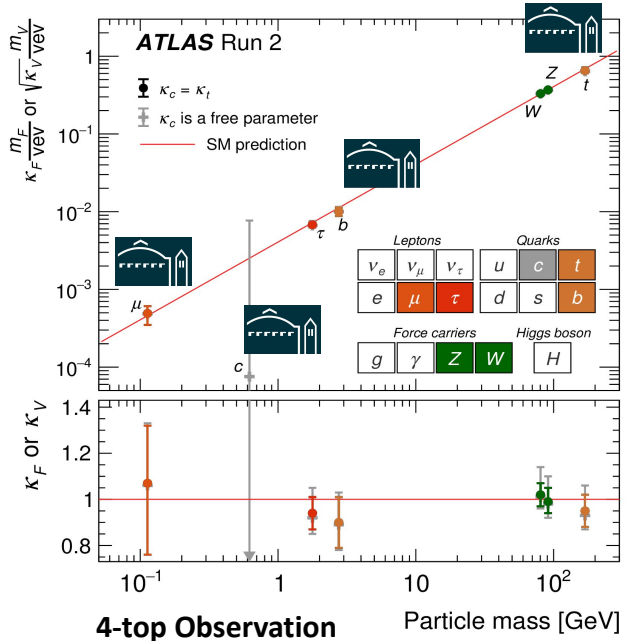 ATLAS Run 2
κ_F m_F/vev or √κ_V m_V/vev
κ_c = κ_t
κ_c is a free parameter
SM prediction
1
10⁻¹
10⁻²
10⁻³
10⁻⁴
μ
c
τ
b
W
Z
t
Leptons Quarks
ν_e ν_μ ν_τ u c t
e μ τ d s b
Force carriers Higgs boson
g γ Z W H
κ_F or κ_V
1.4
1.2
1
0.8
10⁻¹ 1 10 10²
4-top Observation Particle mass [GeV]